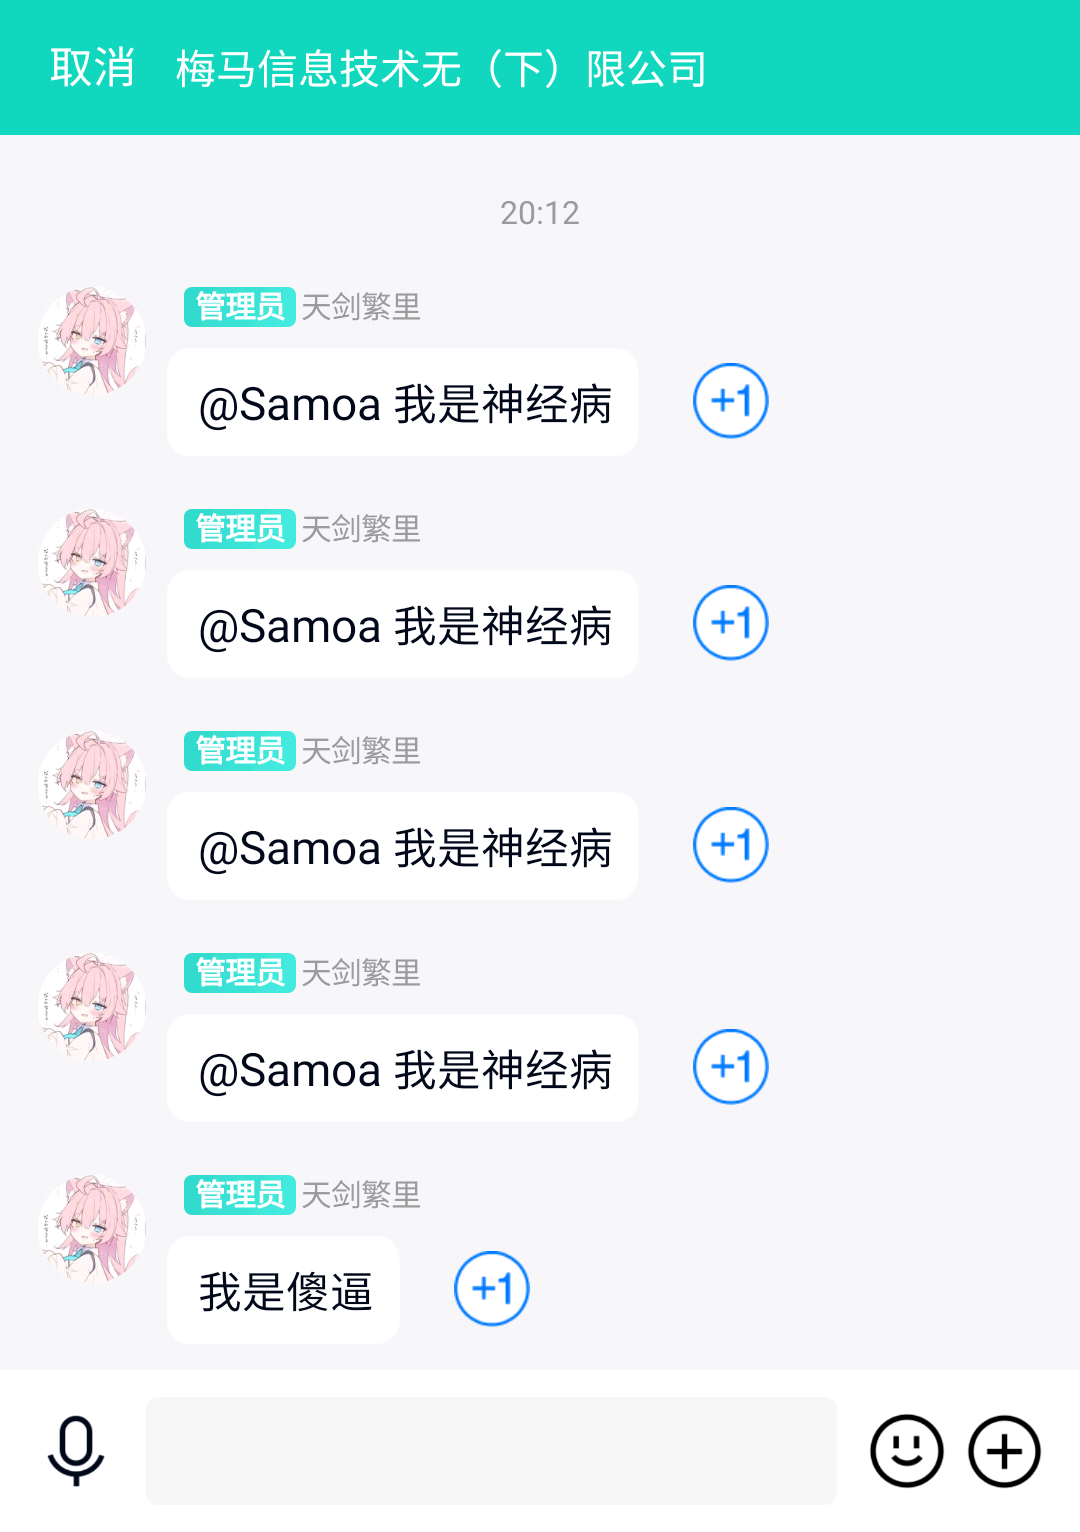 取消 梅马信息技术无（下）限公司
20:12
管理员 天剑繁里
@Samoa 我是神经病
+1
管理员 天剑繁里
@Samoa 我是神经病
+1
管理员 天剑繁里
@Samoa 我是神经病
+1
管理员 天剑繁里
@Samoa 我是神经病
+1
管理员 天剑繁里
我是傻逼
+1